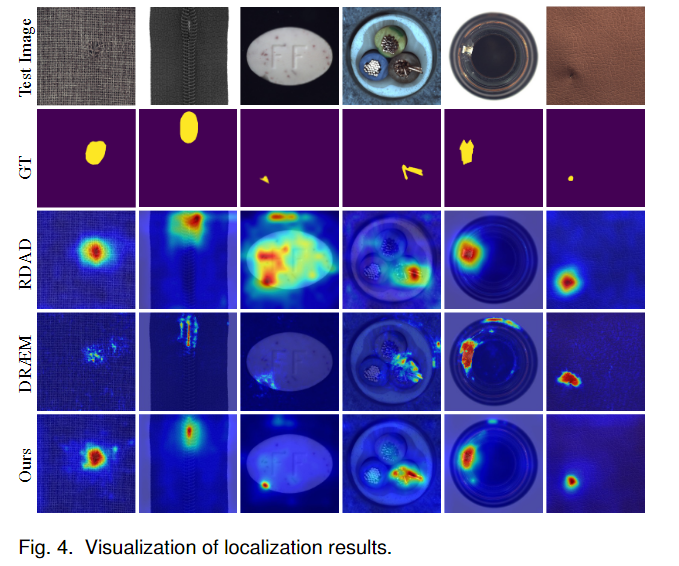 Test Image
GT
RDAD
DRÆM
Ours
FF
Fig. 4. Visualization of localization results.